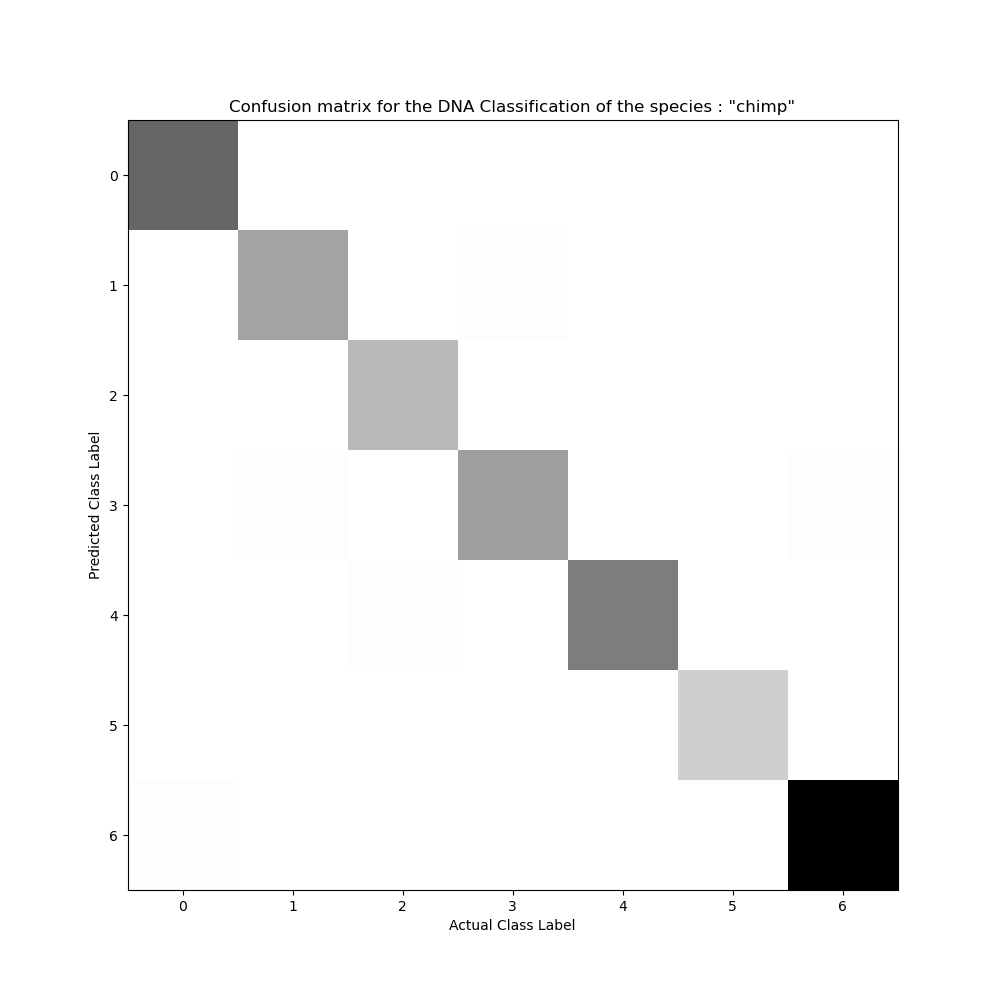 Confusion matrix for the DNA Classification of the species : "chimp"
Predicted Class Label
0
1
2
3
4
5
6
0 1 2 3 4 5 6
Actual Class Label